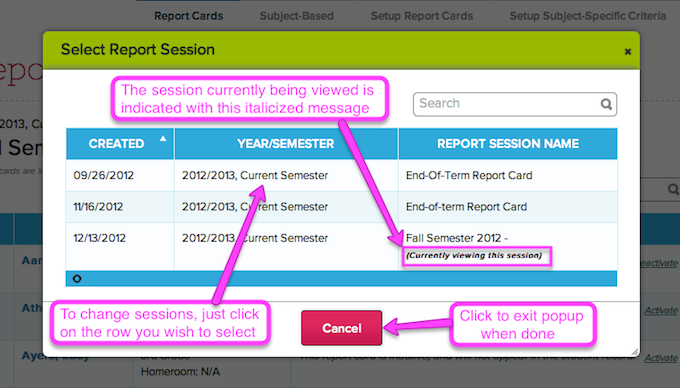 Report Cards Subject-Based Setup Report Cards Setup Subject-Specific Criteria
Select Report Session
The session currently being viewed is
indicated with this italicized message
Search
CREATED YEAR/SEMESTER REPORT SESSION NAME
09/26/2012 2012/2013, Current Semester End-Of-Term Report Card
11/16/2012 2012/2013, Current Semester End-of-term Report Card
12/13/2012 2012/2013, Current Semester Fall Semester 2012 -
(Currently viewing this session)
To change sessions, just click
on the row you wish to select
Cancel
Click to exit popup
when done
Homeroom: N/A